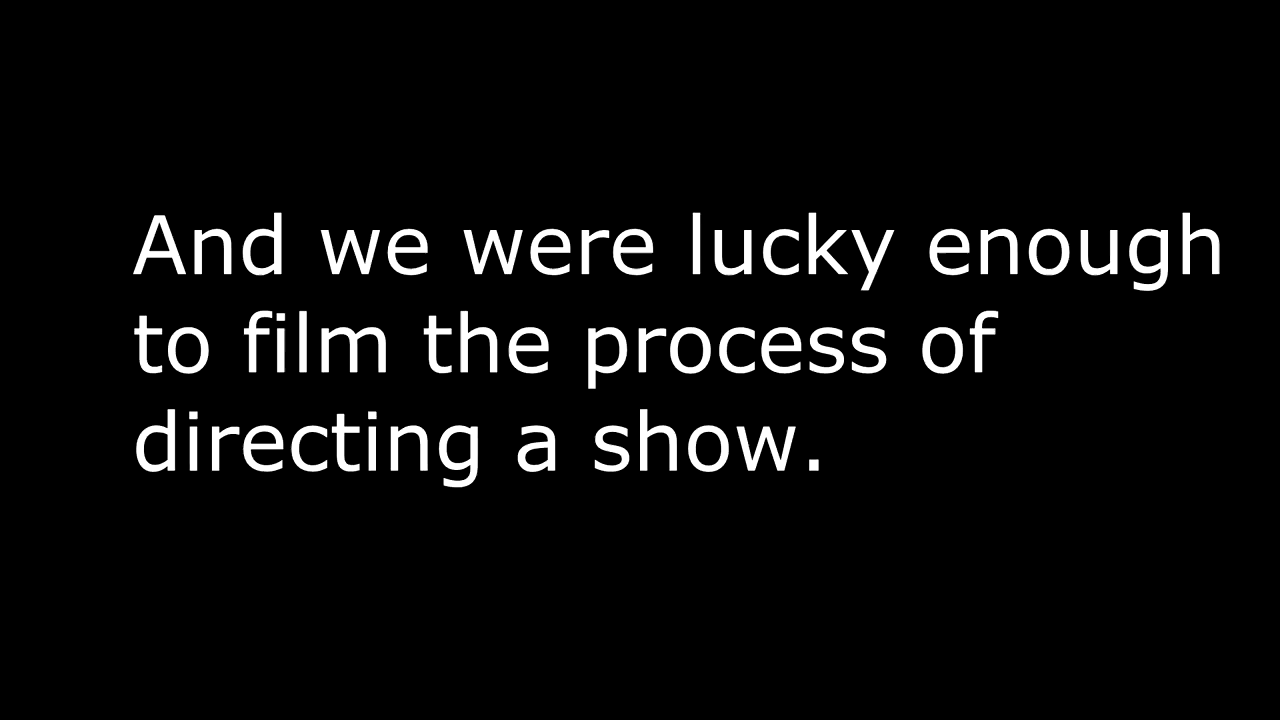 And we were lucky enough
to film the process of
directing a show.